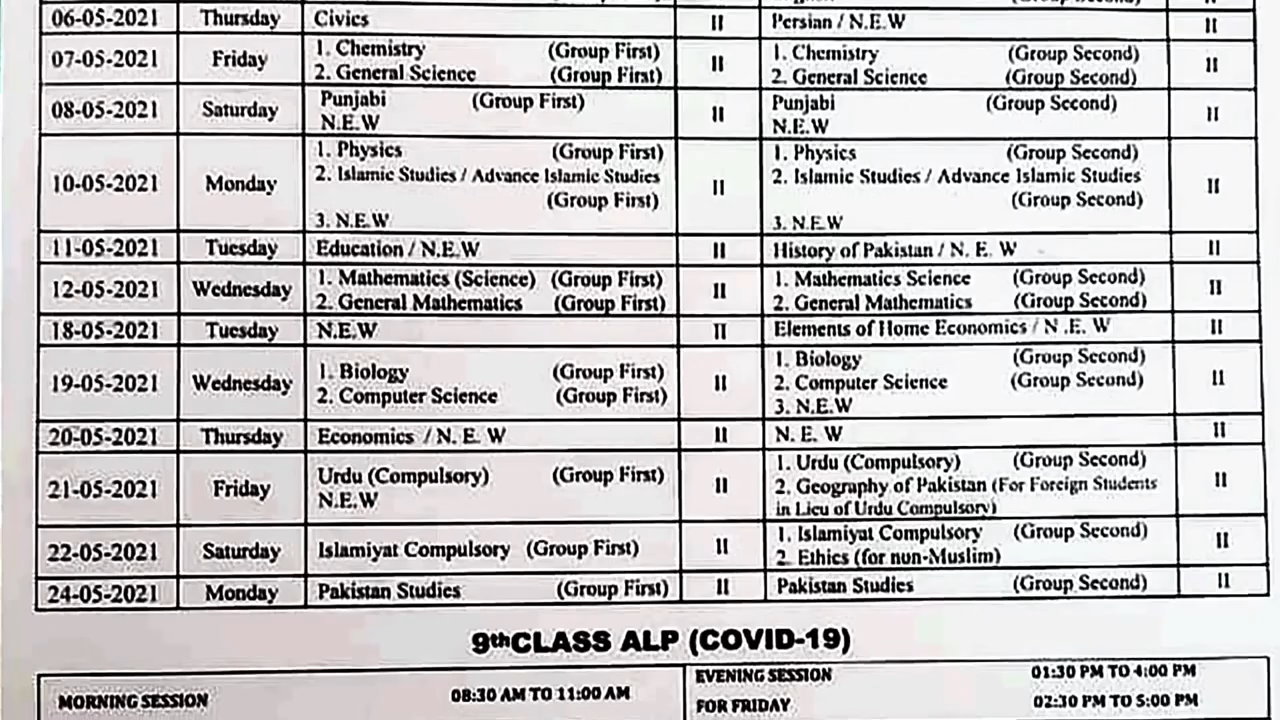 (Group Second) II
06-05-2021 Thursday Civics II Persian / N.E.W II
07-05-2021 Friday 1. Chemistry (Group First) II 1. Chemistry (Group Second) II
2. General Science (Group First) 2. General Science (Group Second)
08-05-2021 Saturday Punjabi (Group First) II Punjabi (Group Second) II
N.E.W N.E.W
10-05-2021 Monday 1. Physics (Group First) II 1. Physics (Group Second) II
2. Islamic Studies / Advance Islamic Studies 2. Islamic Studies / Advance Islamic Studies
(Group First) (Group Second)
3. N.E.W 3. N.E.W
11-05-2021 Tuesday Education / N.E.W II History of Pakistan / N. E. W II
12-05-2021 Wednesday 1. Mathematics (Science) (Group First) II 1. Mathematics Science (Group Second) II
2. General Mathematics (Group First) 2. General Mathematics (Group Second)
18-05-2021 Tuesday N.E.W II Elements of Home Economics / N .E. W II
19-05-2021 Wednesday 1. Biology (Group First) II 1. Biology (Group Second) II
2. Computer Science (Group First) 2. Computer Science (Group Second)
3. N.E.W
20-05-2021 Thursday Economics / N. E. W II N. E. W II
21-05-2021 Friday Urdu (Compulsory) (Group First) II 1. Urdu (Compulsory) (Group Second) II
N.E.W 2. Geography of Pakistan (For Foreign Students
in Lieu of Urdu Compulsory)
22-05-2021 Saturday Islamiyat Compulsory (Group First) II 1. Islamiyat Compulsory (Group Second) II
2. Ethics (for non-Muslim)
24-05-2021 Monday Pakistan Studies (Group First) II Pakistan Studies (Group Second) II
9thCLASS ALP (COVID-19)
MORNING SESSION 08:30 AM TO 11:00 AM EVENING SESSION 01:30 PM TO 4:00 PM
FOR FRIDAY 02:30 PM TO 5:00 PM